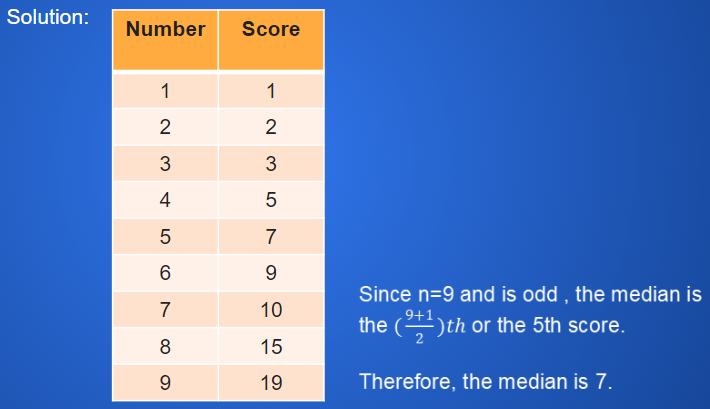 Solution:
Number Score
1 1
2 2
3 3
4 5
5 7
6 9
7 10
8 15
9 19
Since n=9 and is odd , the median is
the (\frac{9+1}{2})th or the 5th score.
Therefore, the median is 7.